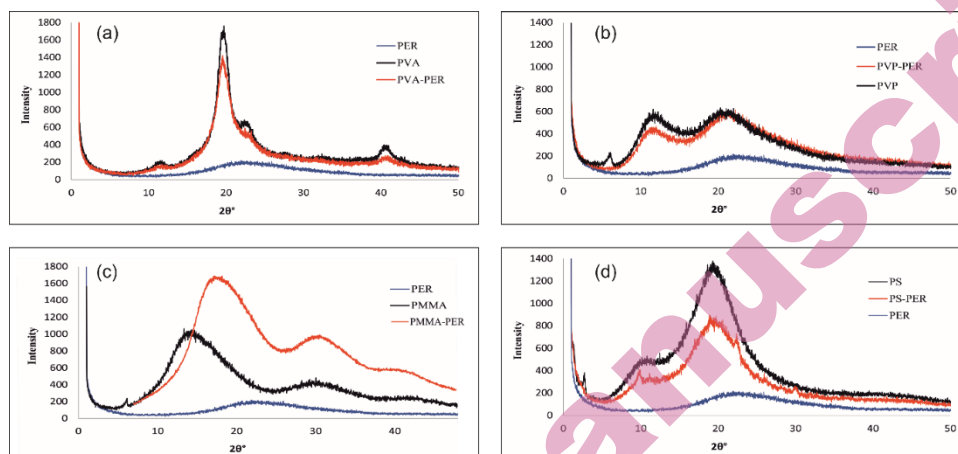 (a)
PER
PVA
PVA-PER
Intensity
1800
1600
1400
1200
1000
800
600
400
200
0
0 10 20 30 40 50
2θ°
(b)
PER
PVP-PER
PVP
Intensity
1400
1200
1000
800
600
400
200
0
0 10 20 30 40 50
2θ°
(c)
PER
PMMA
PMMA-PER
Intensity
1800
1600
1400
1200
1000
800
600
400
200
0
0 10 20 30 40
2θ°
(d)
PS
PS-PER
PER
Intensity
1400
1200
1000
800
600
400
200
0
0 10 20 30 40 50
2θ°
anuscr